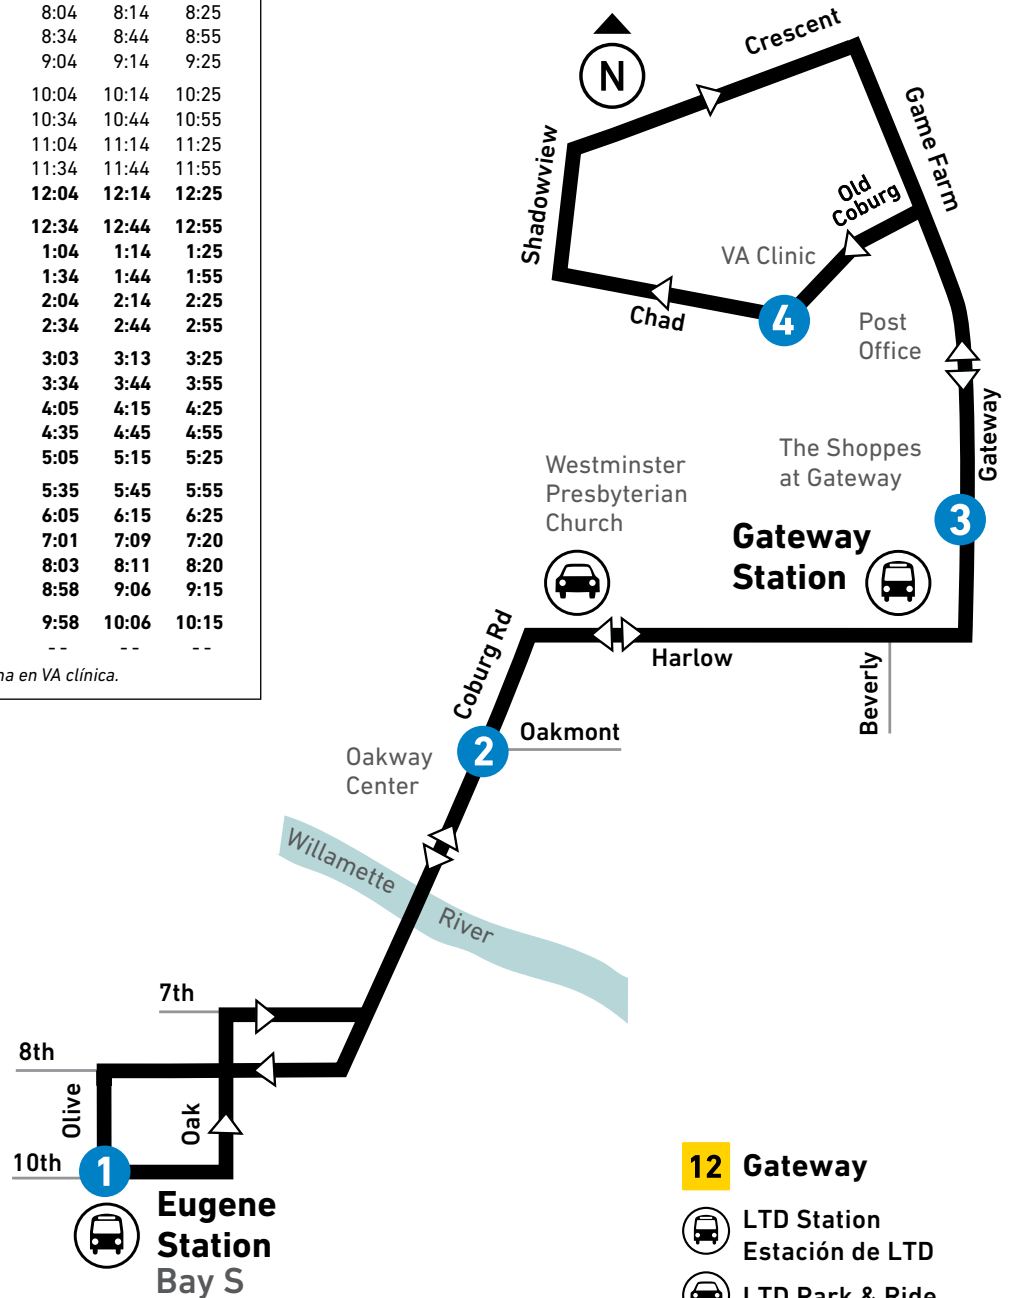 8:04 8:14 8:25
8:34 8:44 8:55
9:04 9:14 9:25
10:04 10:14 10:25
10:34 10:44 10:55
11:04 11:14 11:25
11:34 11:44 11:55
12:04 12:14 12:25
12:34 12:44 12:55
1:04 1:14 1:25
1:34 1:44 1:55
2:04 2:14 2:25
2:34 2:44 2:55
3:03 3:13 3:25
3:34 3:44 3:55
4:05 4:15 4:25
4:35 4:45 4:55
5:05 5:15 5:25
5:35 5:45 5:55
6:05 6:15 6:25
7:01 7:09 7:20
8:03 8:11 8:20
8:58 9:06 9:15
9:58 10:06 10:15
-- -- --
na en VA clínica.
N
Crescent
Game Farm
Shadowview
Old
Coburg
VA Clinic
4
Chad
Post
Office
Gateway
The Shoppes
at Gateway
3
Westminster
Presbyterian
Church
Gateway
Station
Harlow
Beverly
Coburg Rd
2
Oakmont
Oakway
Center
Willamette
River
7th
8th
Olive
Oak
10th
1
Eugene
Station
Bay S
12 Gateway
LTD Station
Estación de LTD
LTD Park & Ride